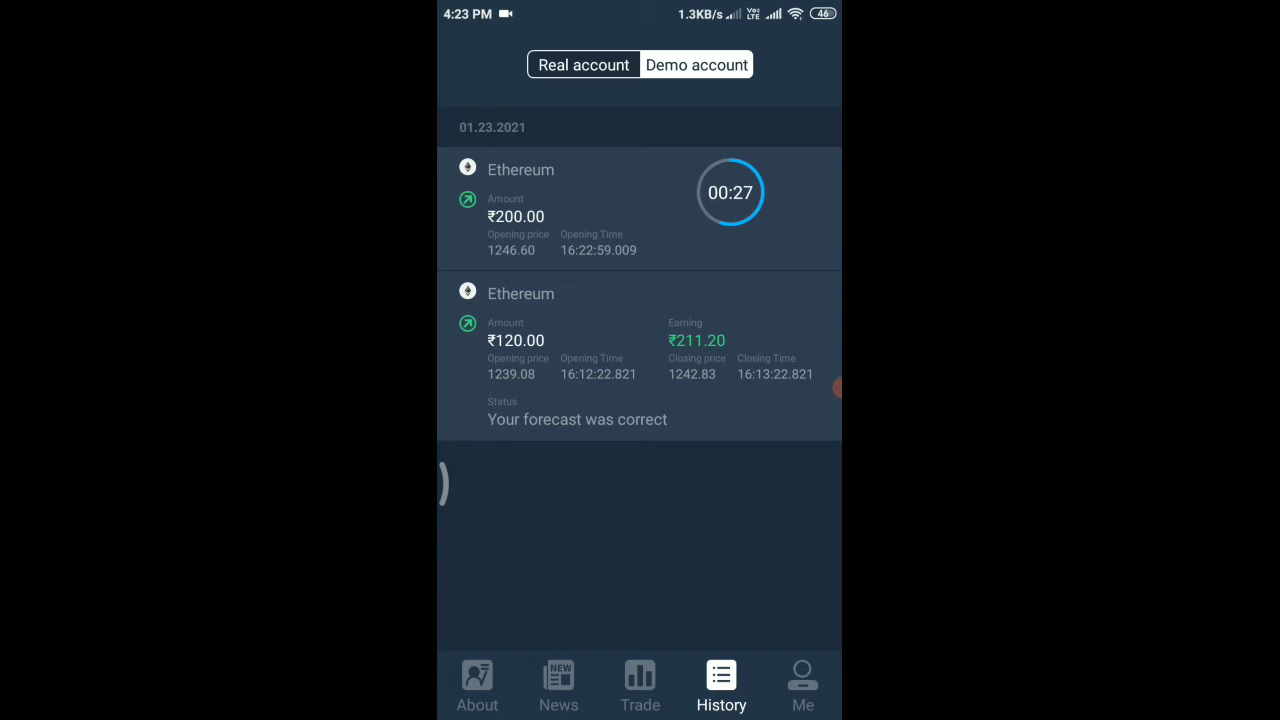 4:23 PM 1.3KB/s Vo LTE 46
Real account Demo account
01.23.2021
Ethereum
00:27
Amount
₹200.00
Opening price Opening Time
1246.60 16:22:59.009
Ethereum
Amount Earning
₹120.00 ₹211.20
Opening price Opening Time Closing price Closing Time
1239.08 16:12:22.821 1242.83 16:13:22.821
Status
Your forecast was correct
NEW
About News Trade History Me